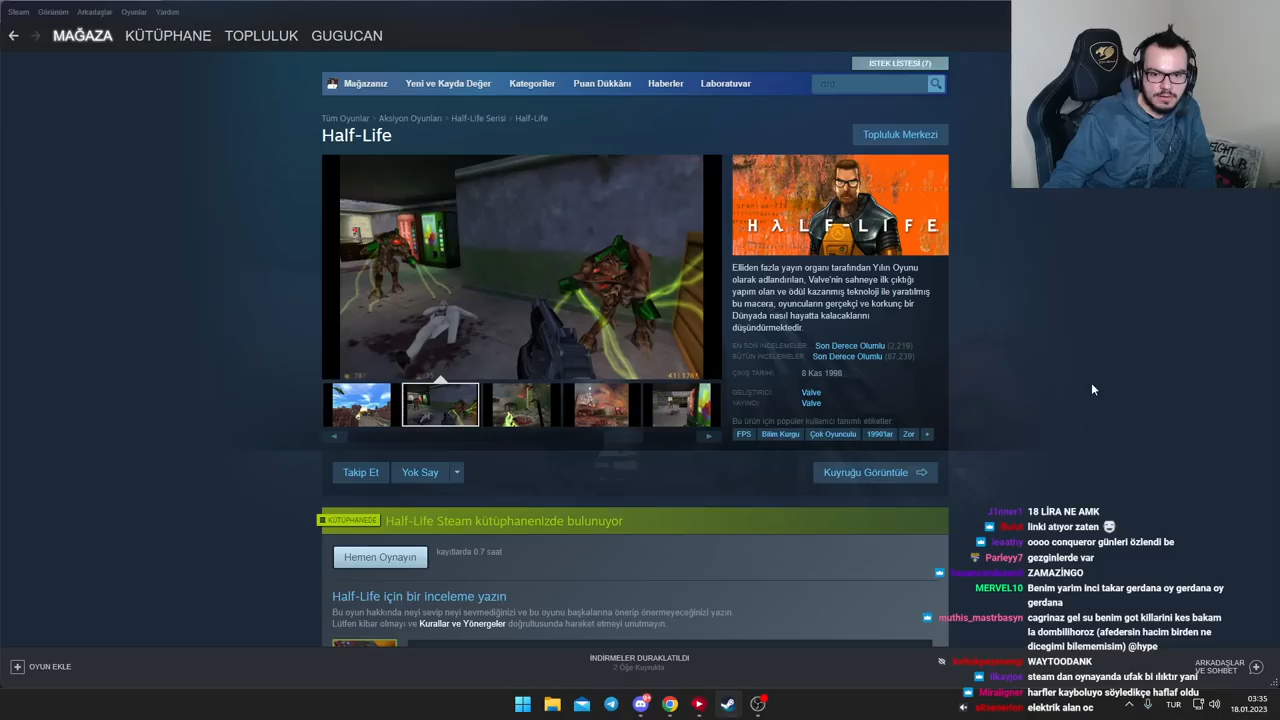 Steam Görünüm Arkadaşlar Oyunlar Yardım
MAĞAZA KÜTÜPHANE TOPLULUK GUGUCAN
İSTEK LİSTESİ (7)
Mağazanız Yeni ve Kayda Değer Kategoriler Puan Dükkânı Haberler Laboratuvar ara
Tüm Oyunlar > Aksiyon Oyunları > Half-Life Serisi > Half-Life
Half-Life
Topluluk Merkezi
HλLF-LIFE
Elliden fazla yayın organı tarafından Yılın Oyunu
olarak adlandırılan, Valve'nin sahneye ilk çıktığı
yapım olan ve ödül kazanmış teknoloji ile yaratılmış
bu macera, oyuncuların gerçekçi ve korkunç bir
Dünyada nasıl hayatta kalacaklarını
düşündürmektedir.
EN SON İNCELEMELER: Son Derece Olumlu (2,219)
BÜTÜN İNCELEMELER: Son Derece Olumlu (67,239)
ÇIKIŞ TARİHİ: 8 Kas 1998
GELİŞTİRİCİ: Valve
YAYINCI: Valve
Bu ürün için popüler kullanıcı tanımlı etiketler:
FPS Bilim Kurgu Çok Oyunculu 1990'lar Zor +
Takip Et Yok Say
Kuyruğu Görüntüle
KÜTÜPHANEDE Half-Life Steam kütüphanenizde bulunuyor
Hemen Oynayın kayıtlarda 0.7 saat
Half-Life için bir inceleme yazın
Bu oyun hakkında neyi sevip neyi sevmediğinizi ve bu oyunu başkalarına önerip önermeyeceğinizi yazın.
Lütfen kibar olmayı ve Kurallar ve Yönergeler doğrultusunda hareket etmeyi unutmayın.
OYUN EKLE
İNDİRMELER DURAKLATILDI
2 Öğe Kuyrukta
ARKADAŞLAR
VE SOHBET
FIGHT
CLUB
J1nner1 18 LİRA NE AMK
linki atıyor zaten
ieaathy oooo conqueror günleri özlendi be
Parleyy7 gezginlerde var
ZAMAZİNGO
MERVEL10 Benim yarim inci takar gerdana oy gerdana oy
gerdana
muthis_mastrbasyn cagrinaz gel su benim got killarini kes bakam
la dombilihoroz (afedersin hacim birden ne
dicegimi bilememisim) @hype
WAYTOODANK
ilkayjoe steam dan oynayanda ufak bi ılıktır yani
Miraiigner harfler kayboluyo söyledikçe haflaf oldu
elektrik alan oc
TUR
03:35
18.01.2023